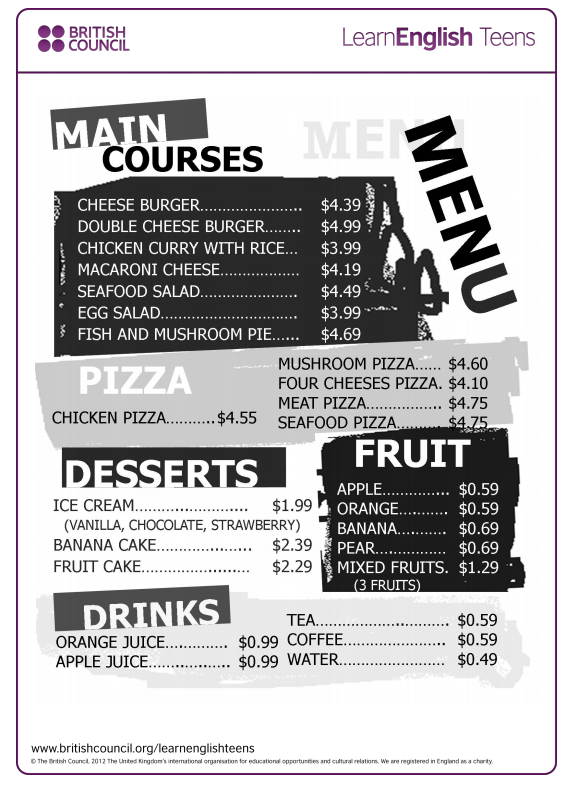 BRITISH
COUNCIL
LearnEnglish Teens
MENU
MAIN
COURSES
MENU
CHEESE BURGER...................... $4.39
DOUBLE CHEESE BURGER........ $4.99
CHICKEN CURRY WITH RICE... $3.99
MACARONI CHEESE.................. $4.19
SEAFOOD SALAD...................... $4.49
EGG SALAD.............................. $3.99
FISH AND MUSHROOM PIE...... $4.69
PIZZA
CHICKEN PIZZA...........$4.55
MUSHROOM PIZZA...... $4.60
FOUR CHEESES PIZZA. $4.10
MEAT PIZZA................. $4.75
SEAFOOD PIZZA.......... $4.75
DESSERTS
ICE CREAM......................... $1.99
(VANILLA, CHOCOLATE, STRAWBERRY)
BANANA CAKE..................... $2.39
FRUIT CAKE........................ $2.29
FRUIT
APPLE............... $0.59
ORANGE........... $0.59
BANANA........... $0.69
PEAR................ $0.69
MIXED FRUITS. $1.29
(3 FRUITS)
DRINKS
ORANGE JUICE.............. $0.99
APPLE JUICE.................. $0.99
TEA.............................. $0.59
COFFEE....................... $0.59
WATER........................ $0.49
www.britishcouncil.org/learnenglishteens
© The British Council, 2012 The United Kingdom's international organisation for educational opportunities and cultural relations. We are registered in England as a charity.